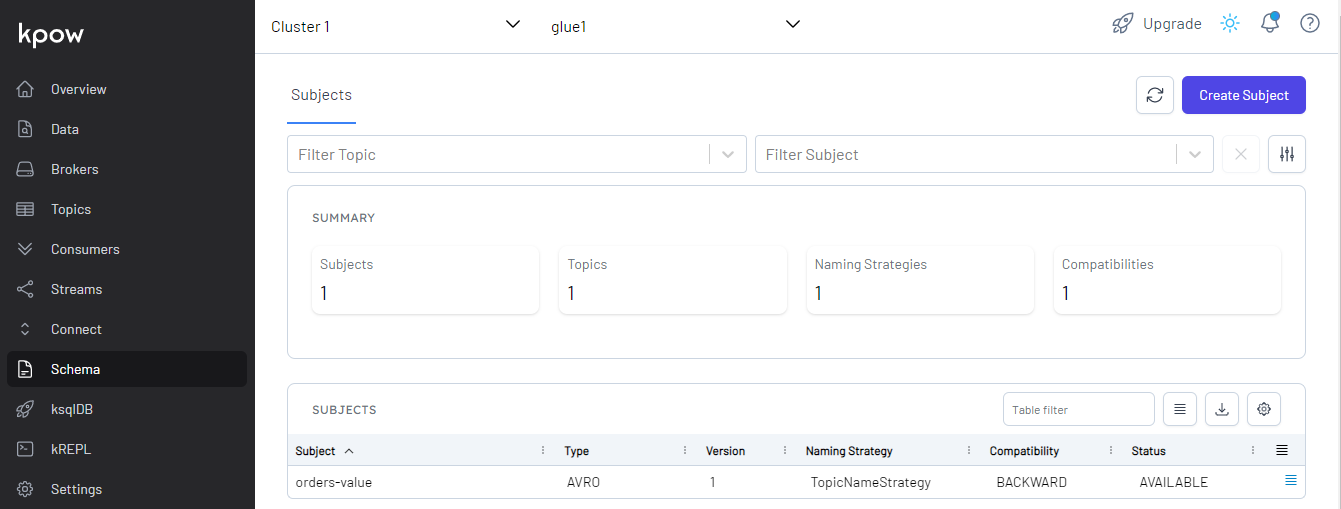 kpow
Overview
Data
Brokers
Topics
Consumers
Streams
Connect
Schema
ksqlDB
kREPL
Settings
Cluster 1 glue1 Upgrade
Subjects Create Subject
Filter Topic Filter Subject
SUMMARY
Subjects Topics Naming Strategies Compatibilities
1 1 1 1
SUBJECTS Table filter
Subject Type Version Naming Strategy Compatibility Status
orders-value AVRO 1 TopicNameStrategy BACKWARD AVAILABLE